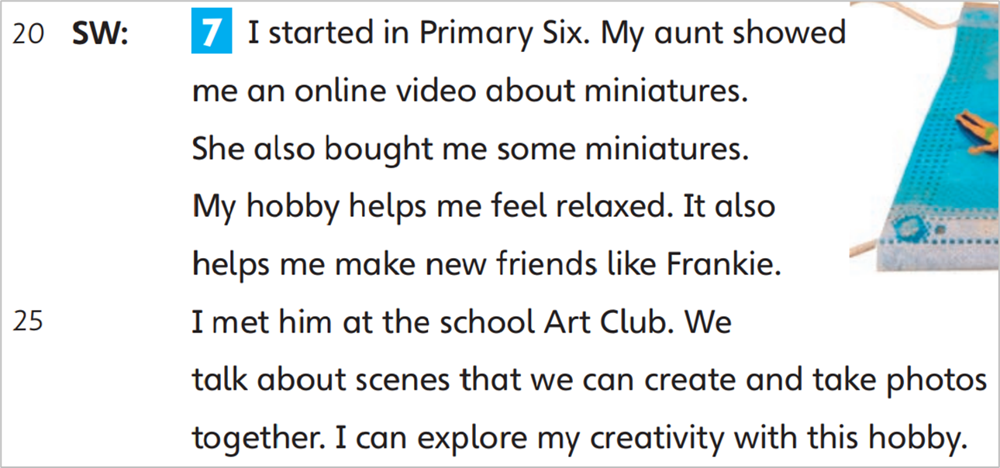 20 SW: 7 I started in Primary Six. My aunt showed
me an online video about miniatures.
She also bought me some miniatures.
My hobby helps me feel relaxed. It also
helps me make new friends like Frankie.
25 I met him at the school Art Club. We
talk about scenes that we can create and take photos
together. I can explore my creativity with this hobby.